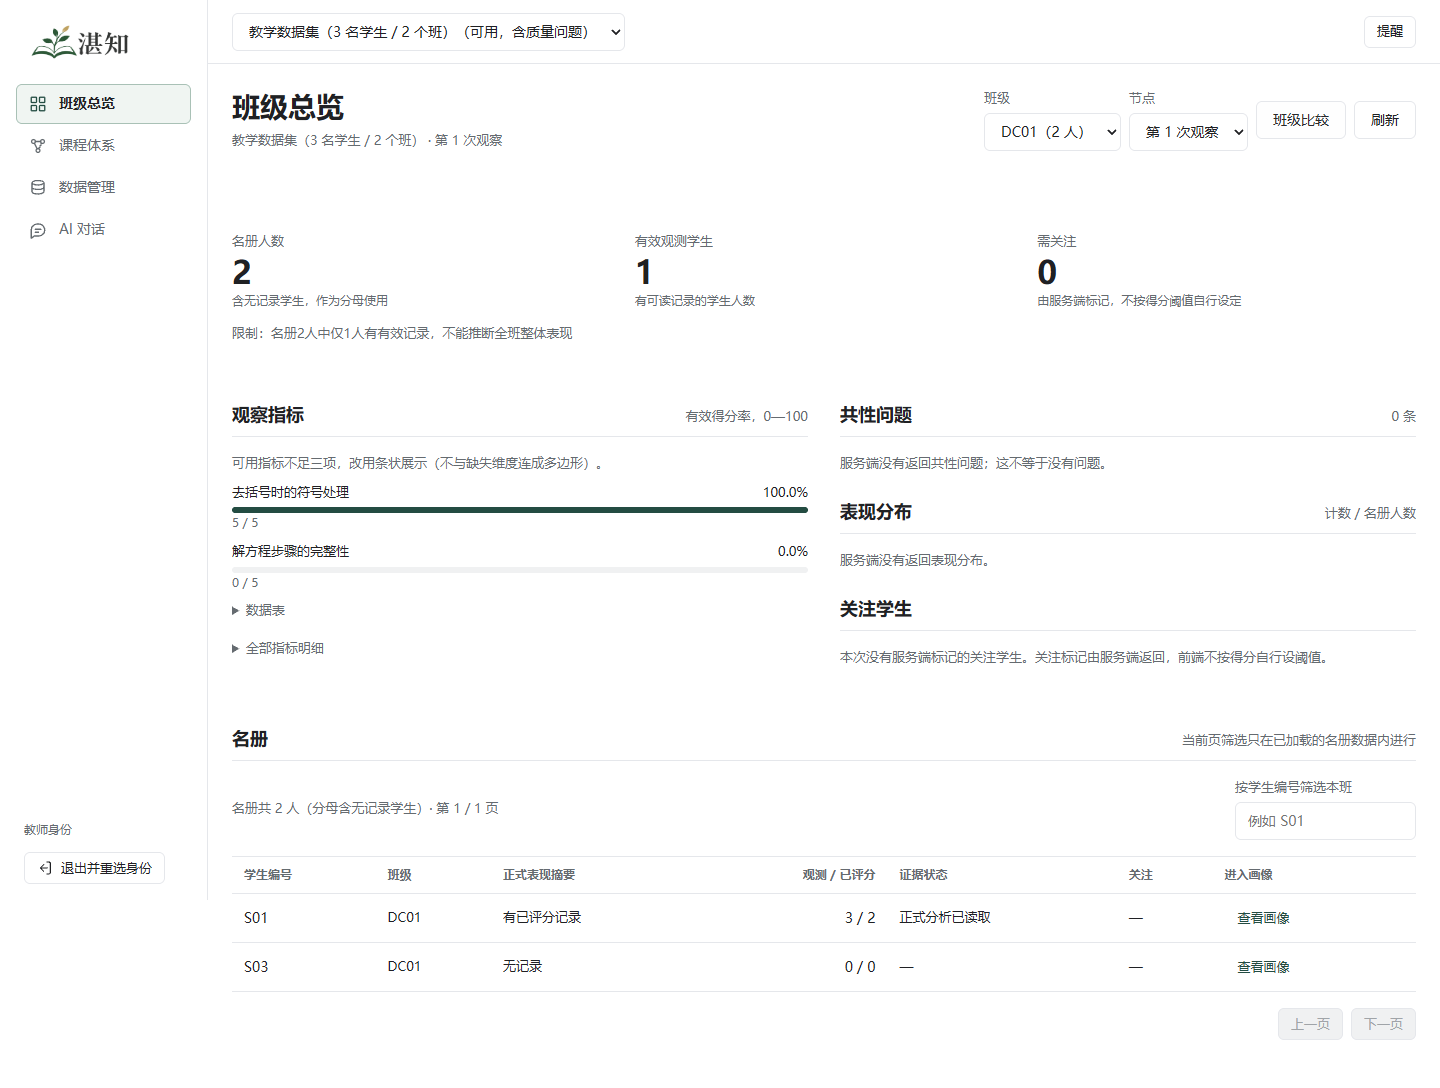 湛知
班级总览
课程体系
数据管理
AI 对话
教师身份
退出并重选身份
教学数据集（3 名学生 / 2 个班）（可用，含质量问题）
提醒
班级总览
教学数据集（3 名学生 / 2 个班）· 第 1 次观察
班级
节点
DC01（2 人）
第 1 次观察
班级比较
刷新
名册人数
2
含无记录学生，作为分母使用
有效观测学生
1
有可读记录的学生人数
需关注
0
由服务端标记，不按得分阈值自行设定
限制：名册2人中仅1人有有效记录，不能推断全班整体表现
观察指标
有效得分率，0—100
可用指标不足三项，改用条状展示（不与缺失维度连成多边形）。
去括号时的符号处理
100.0%
5 / 5
解方程步骤的完整性
0.0%
0 / 5
数据表
全部指标明细
共性问题
0 条
服务端没有返回共性问题；这不等于没有问题。
表现分布
计数 / 名册人数
服务端没有返回表现分布。
关注学生
本次没有服务端标记的关注学生。关注标记由服务端返回，前端不按得分自行设阈值。
名册
当前页筛选只在已加载的名册数据内进行
名册共 2 人（分母含无记录学生）· 第 1 / 1 页
按学生编号筛选本班
例如 S01
学生编号 班级 正式表现摘要 观测 / 已评分 证据状态 关注 进入画像
S01 DC01 有已评分记录 3 / 2 正式分析已读取 — 查看画像
S03 DC01 无记录 0 / 0 — — 查看画像
上一页
下一页